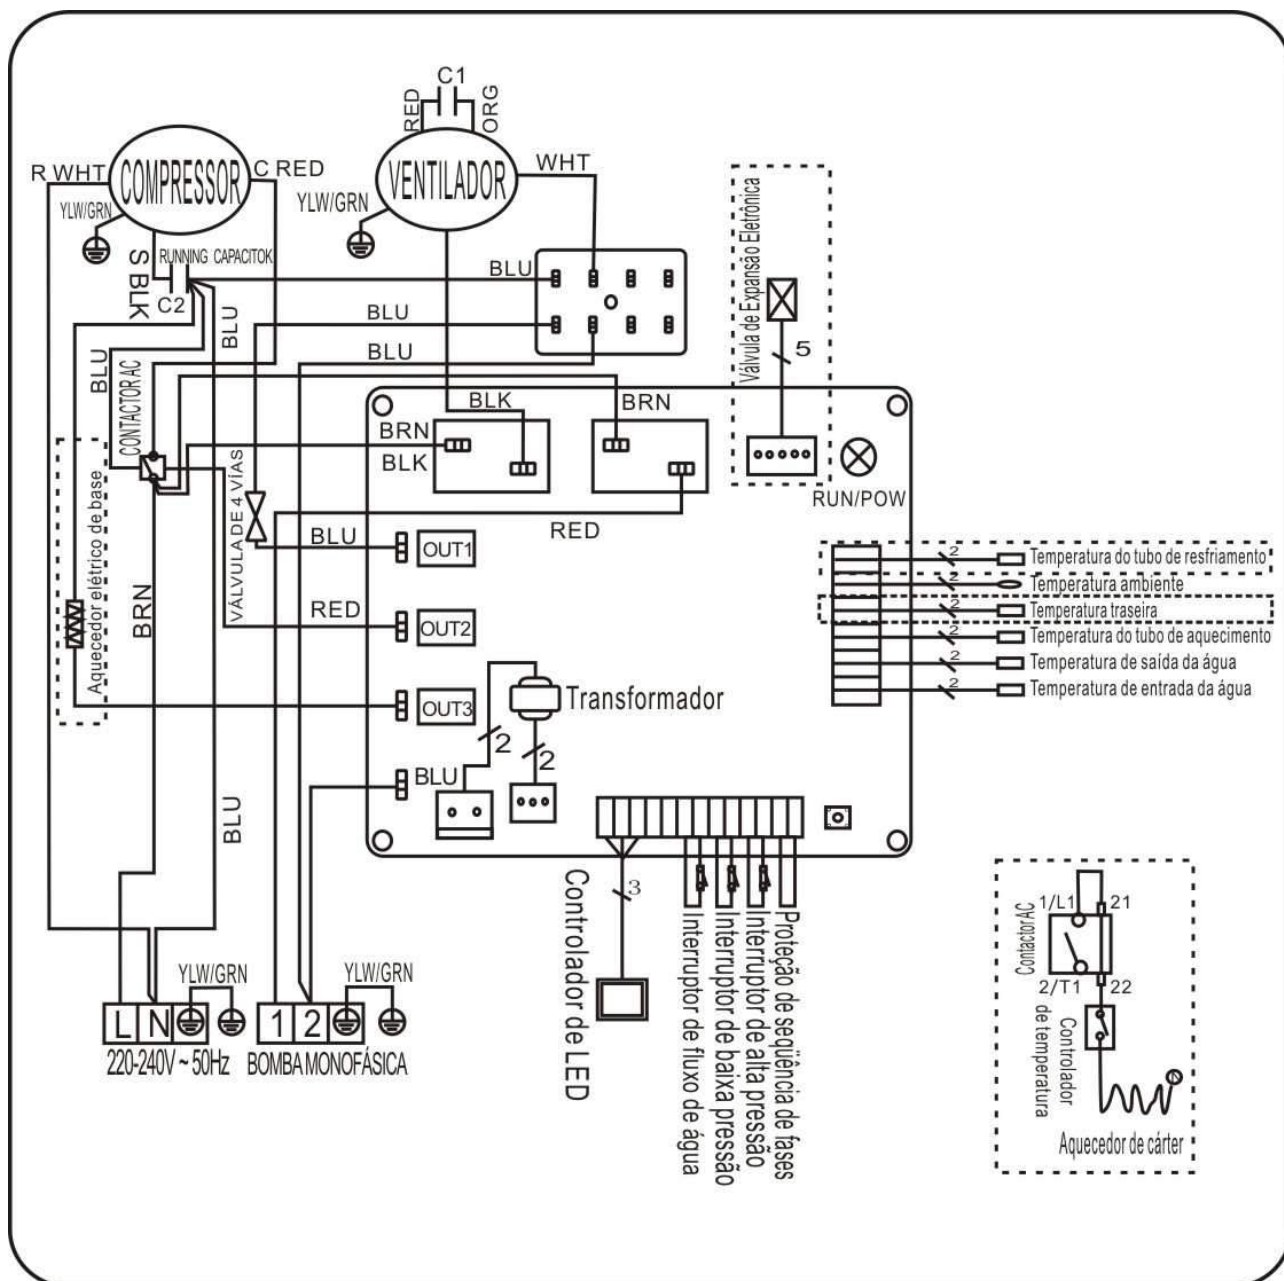 C1
RED
ORG
R WHT
COMPRESSOR
C RED
VENTILADOR
WHT
YLW/GRN
YLW/GRN
S BLK
RUNNING CAPACITOK
C2
BLU
BLU
BLU
BLU
BLU
CONTACTOR AC
Válvula de Expansão Eletrônica
5
BLK
BRN
BRN
BLK
RUN/POW
RED
Aquecedor elétrico de base
VÁLVULA DE 4 VÍAS
BLU
OUT1
RED
OUT2
BRN
OUT3
Transformador
2
2
BLU
BLU
2
Temperatura do tubo de resfriamento
2
Temperatura ambiente
2
Temperatura traseira
2
Temperatura do tubo de aquecimento
2
Temperatura de saída da água
2
Temperatura de entrada da água
3
Controlador de LED
Interruptor de fluxo de água
Interruptor de baixa pressão
Interruptor de alta pressão
Proteção de seqüência de fases
YLW/GRN
L N
220-240V ~ 50Hz
YLW/GRN
1 2
BOMBA MONOFÁSICA
1/L1
21
Contactor AC
2/T1
22
Controlador
de temperatura
Aquecedor de cárter